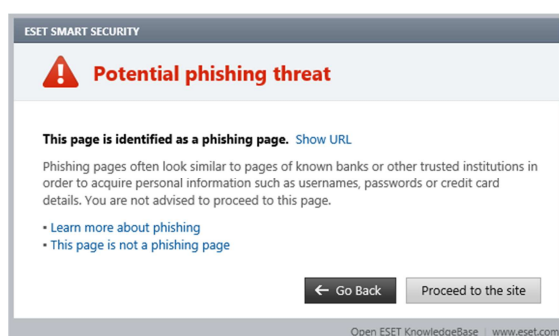 ESET SMART SECURITY
Potential phishing threat
This page is identified as a phishing page. Show URL
Phishing pages often look similar to pages of known banks or other trusted institutions in
order to acquire personal information such as usernames, passwords or credit card
details. You are not advised to proceed to this page.
• Learn more about phishing
• This page is not a phishing page
← Go Back Proceed to the site
Open ESET KnowledgeBase | www.eset.com